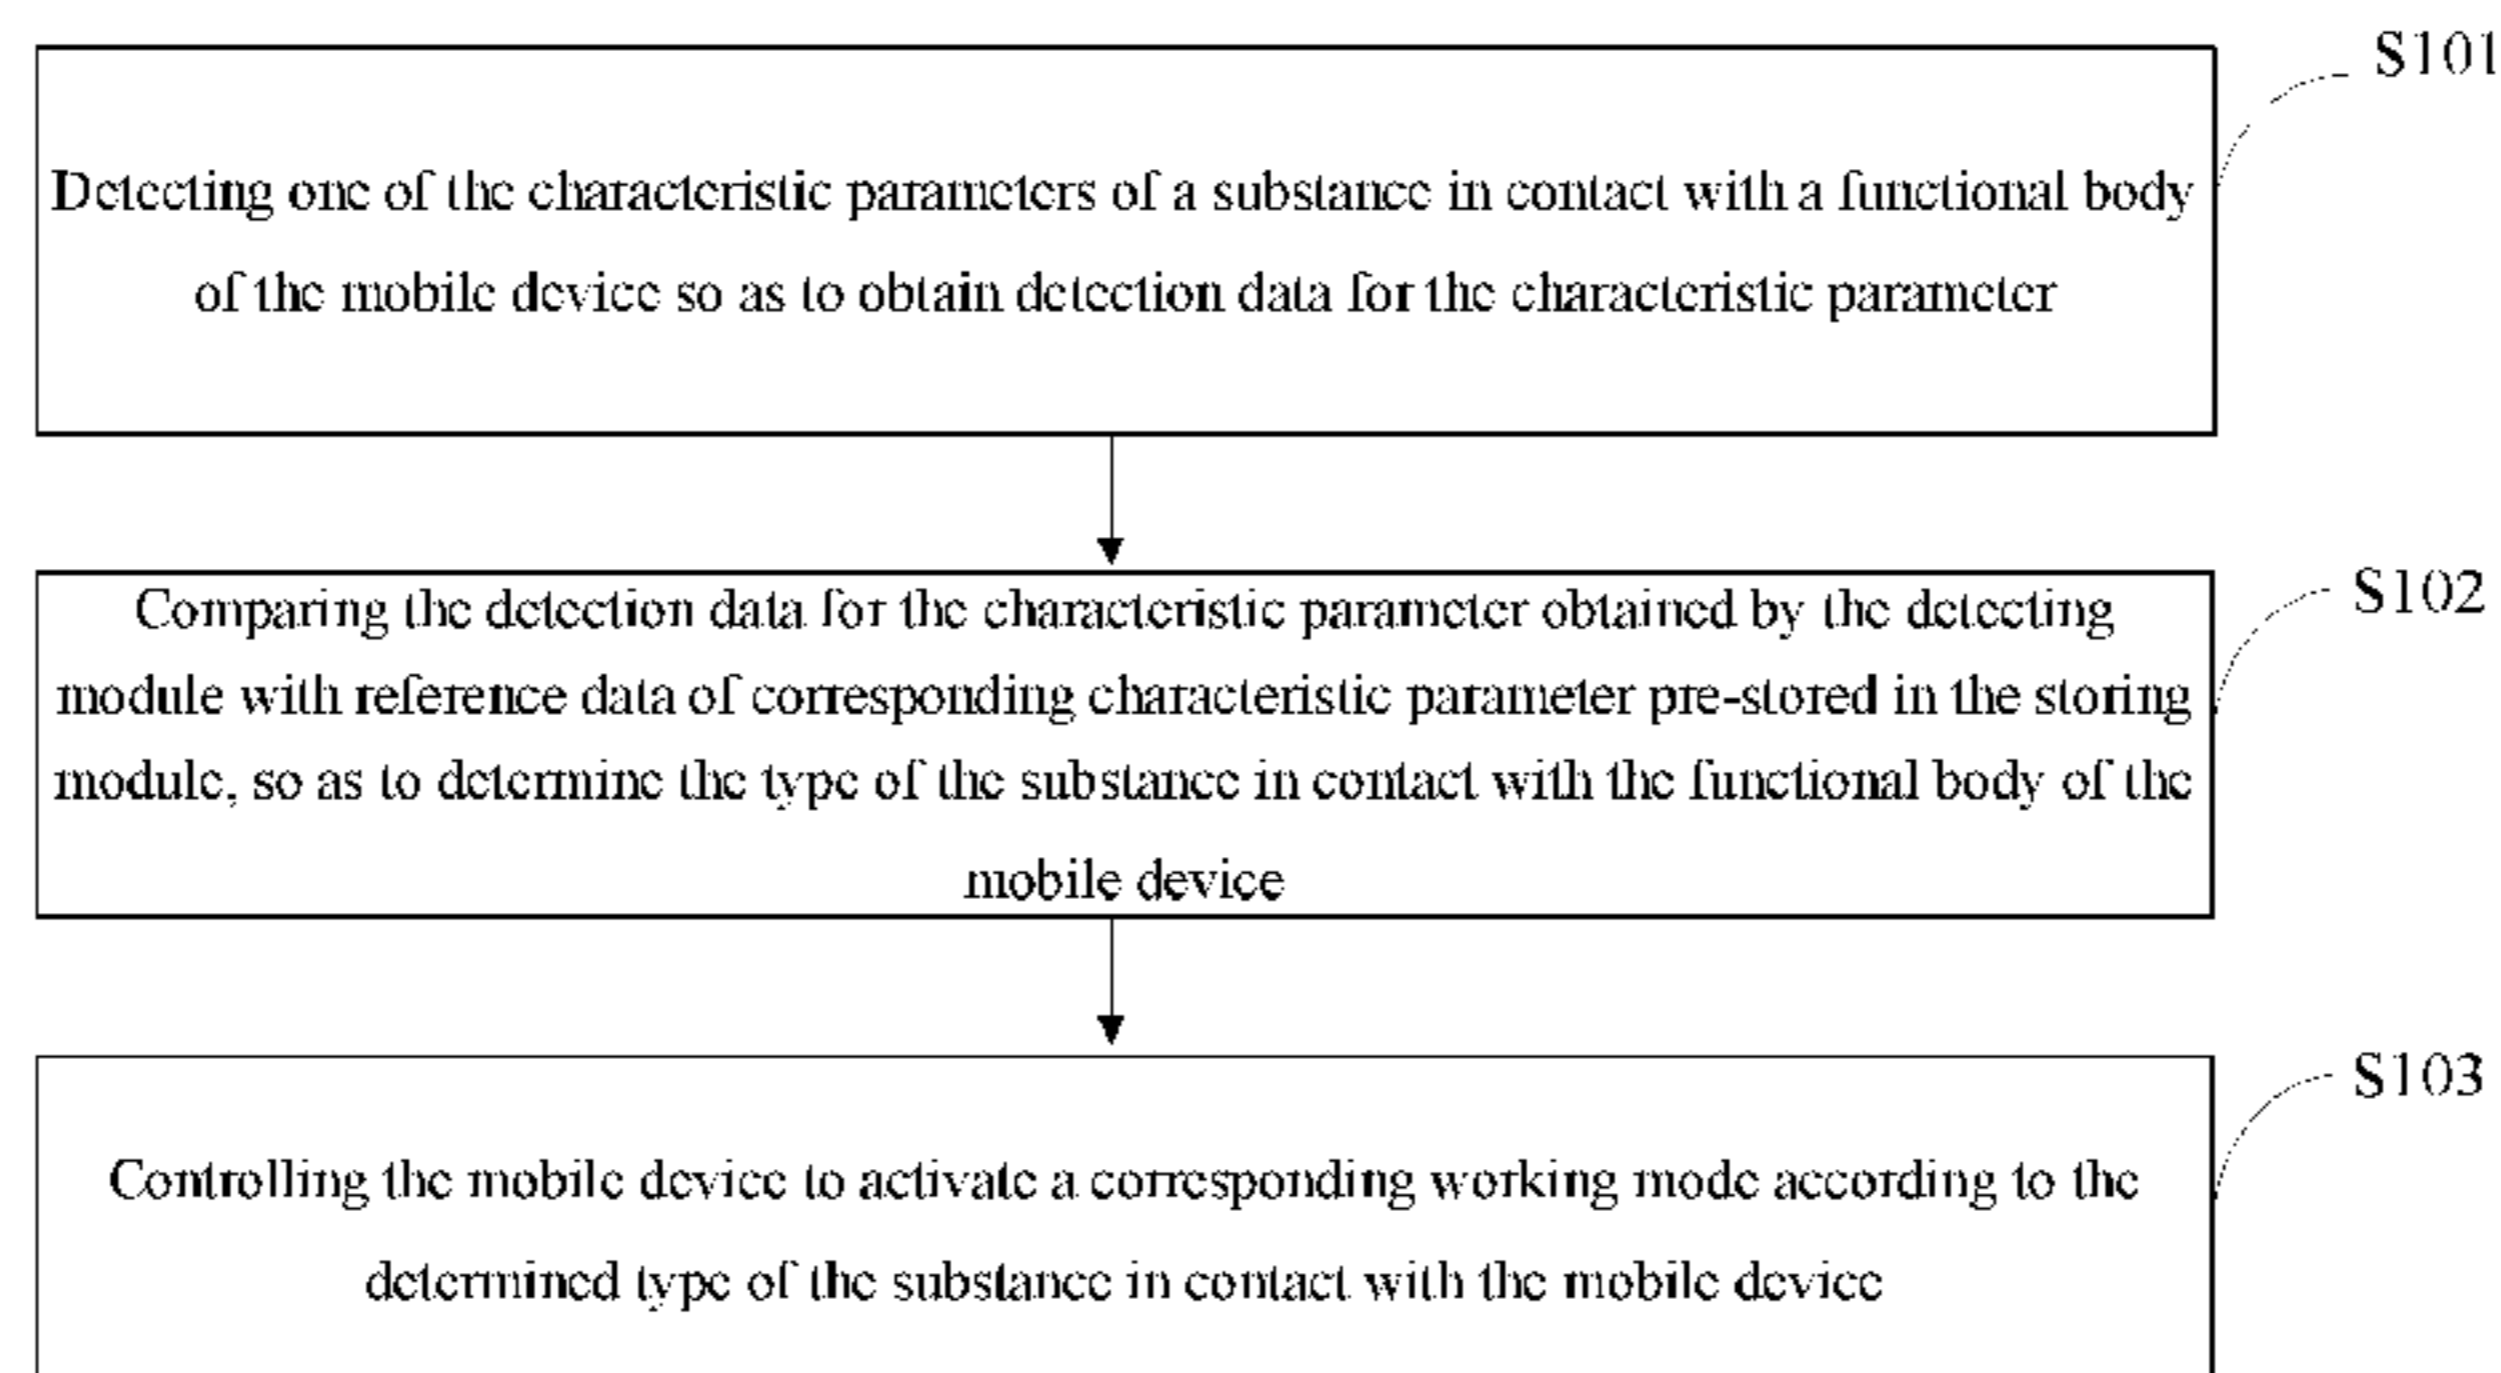 S101
Detecting one of the characteristic parameters of a substance in contact with a functional body
of the mobile device so as to obtain detection data for the characteristic parameter
S102
Comparing the detection data for the characteristic parameter obtained by the detecting
module with reference data of corresponding characteristic parameter pre-stored in the storing
module, so as to determine the type of the substance in contact with the functional body of the
mobile device
S103
Controlling the mobile device to activate a corresponding working mode according to the
determined type of the substance in contact with the mobile device